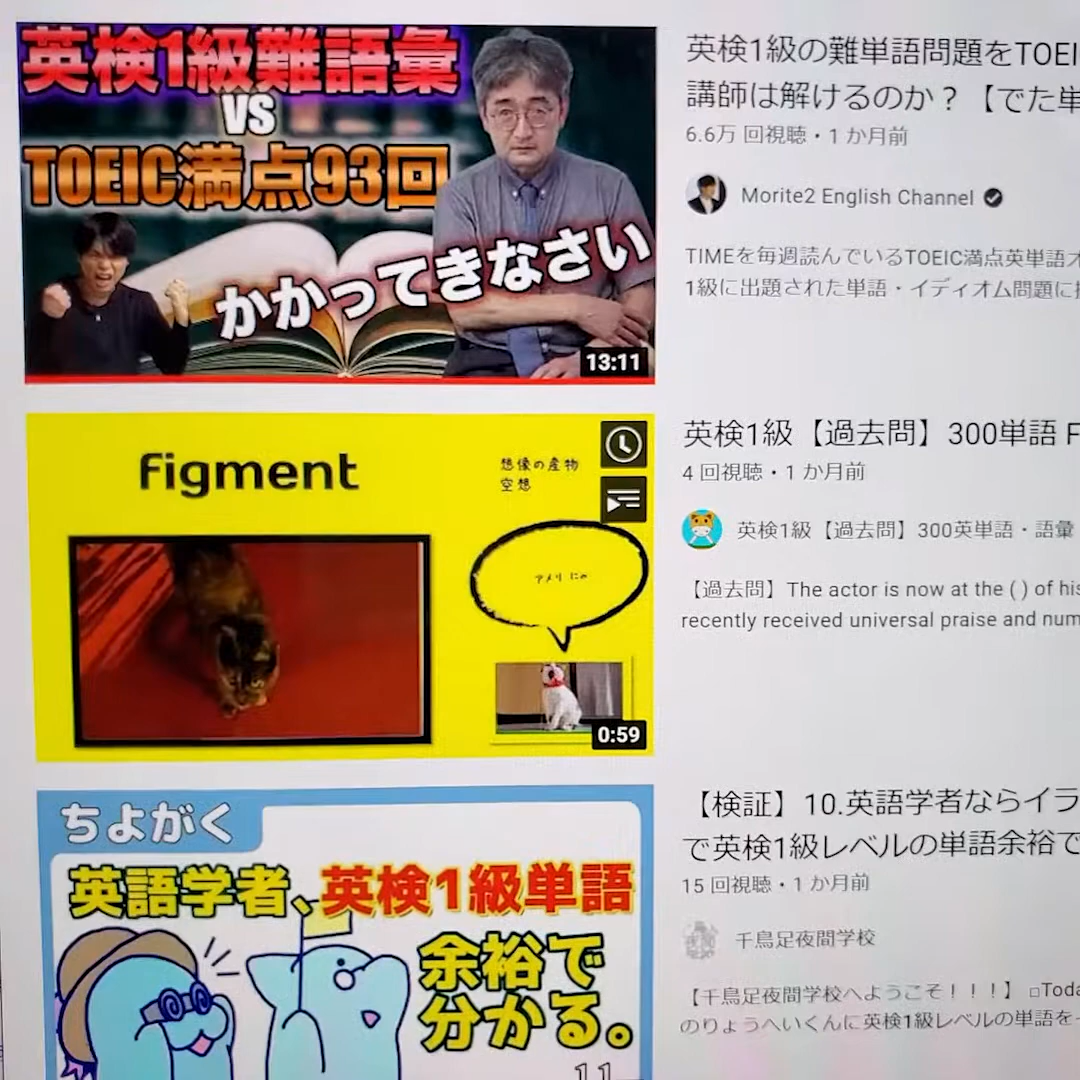 英検1級難語彙
VS
TOEIC満点93回
かかってきなさい
13:11
英検1級の難単語問題をTOEI
講師は解けるのか？【でた単
6.6万 回視聴・1 か月前
Morite2 English Channel
TIMEを毎週読んでいるTOEIC満点英単語オ
1級に出題された単語・イディオム問題に
figment
想像の産物
空想
アメリ にゃ
0:59
英検1級【過去問】300単語 F
4 回視聴・1 か月前
英検1級【過去問】300英単語・語彙
【過去問】The actor is now at the ( ) of his
recently received universal praise and num
ちよがく
英語学者、英検1級単語
余裕で
分かる。
11
【検証】10.英語学者ならイラ
で英検1級レベルの単語余裕で
15 回視聴・1 か月前
千鳥足夜間学校
【千鳥足夜間学校へようこそ！！！】 □Toda
のりょうへいくんに英検1級レベルの単語を